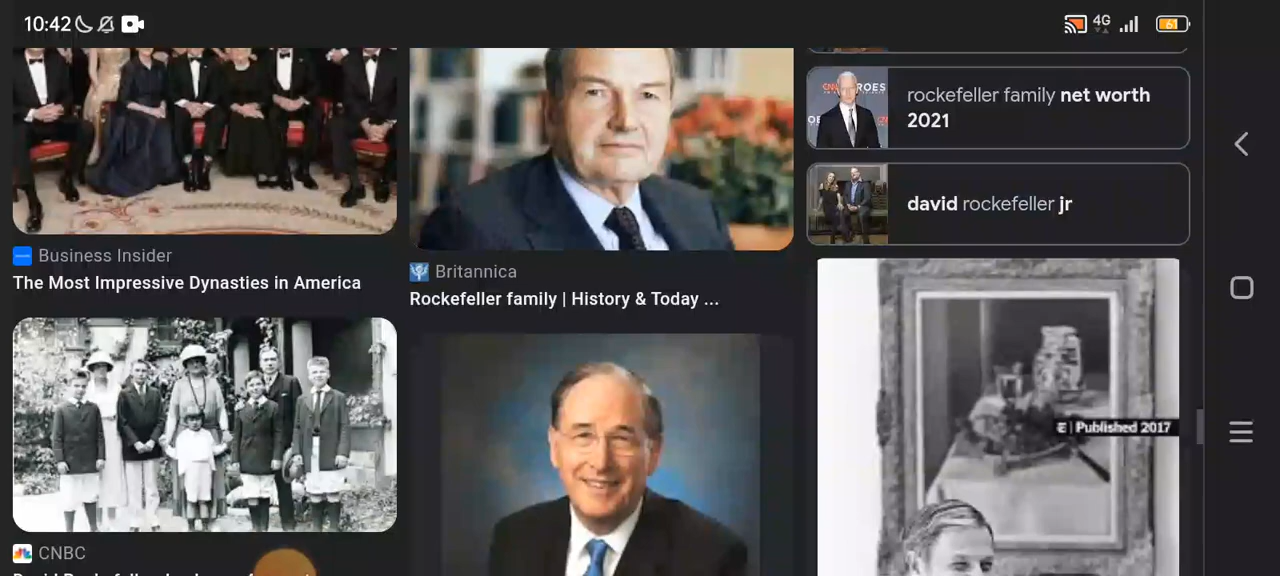 10:42
4G
61
Business Insider
The Most Impressive Dynasties in America
Britannica
Rockefeller family | History & Today ...
CNBC
rockefeller family net worth
2021
david rockefeller jr
Published 2017